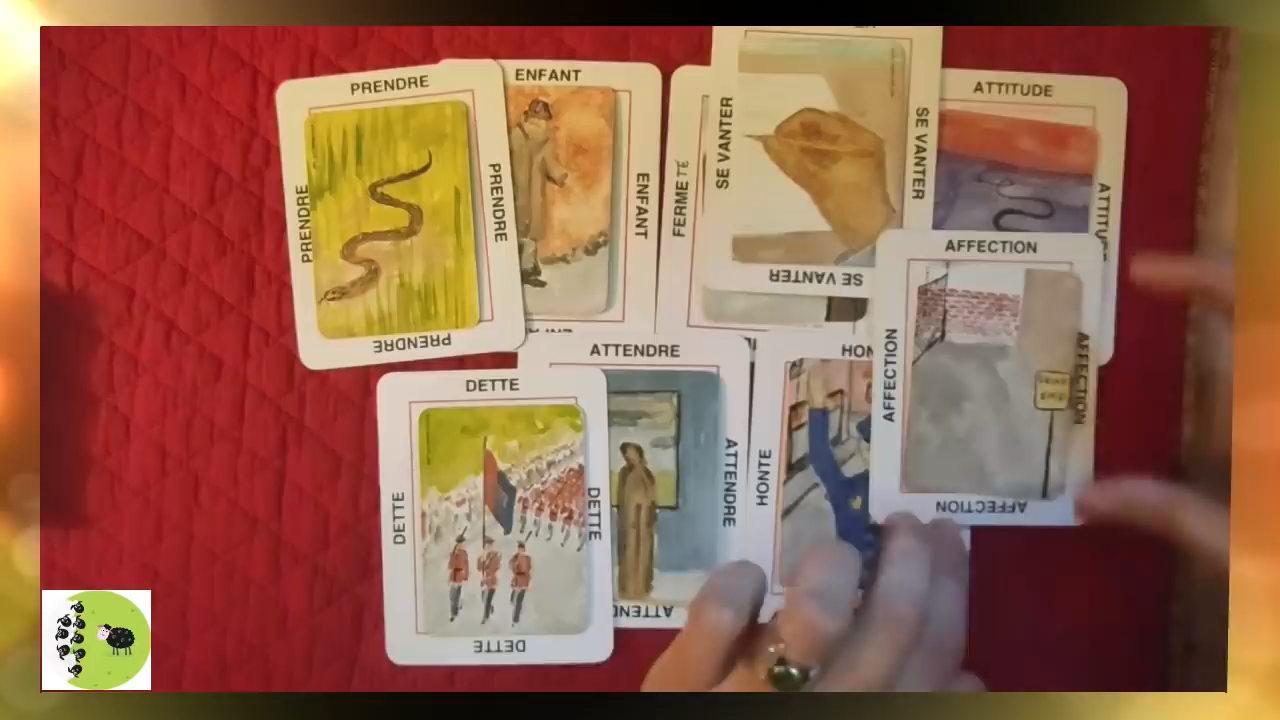 PRENDRE
PRENDRE
PRENDRE
PRENDRE
ENFANT
ENFANT
FERMETÉ
SE VANTER
SE VANTER
SE VANTER
ATTITUDE
AFFECTION
AFFECTION
AFFECTION
AFFECTION
DETTE
DETTE
DETTE
DETTE
ATTENDRE
ATTENDRE
HONTE